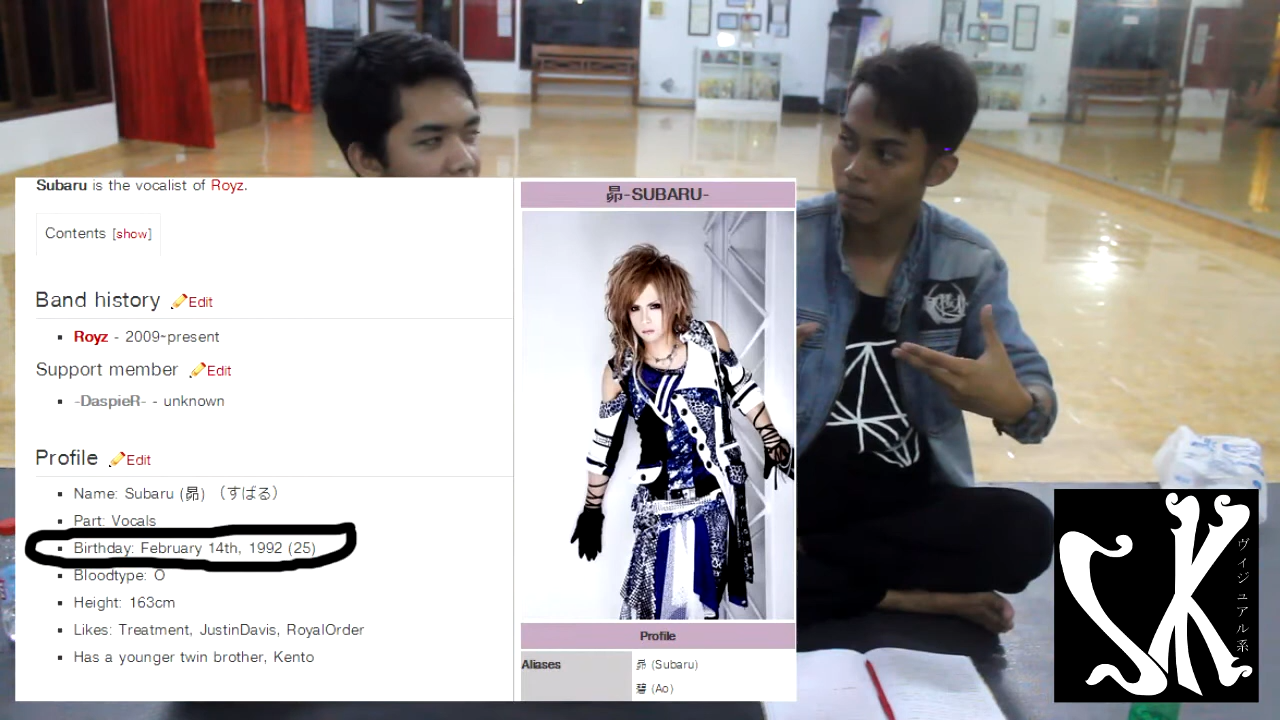 Subaru is the vocalist of Royz.
Contents [show]
Band history Edit
Royz - 2009~present
Support member Edit
-DaspieR- - unknown
Profile Edit
Name: Subaru (昴) （すばる）
Part: Vocals
Birthday: February 14th, 1992 (25)
Bloodtype: O
Height: 163cm
Likes: Treatment, JustinDavis, RoyalOrder
Has a younger twin brother, Kento
昴-SUBARU-
Profile
Aliases
昴 (Subaru)
碧 (Ao)
SK
ヴィジュアル系